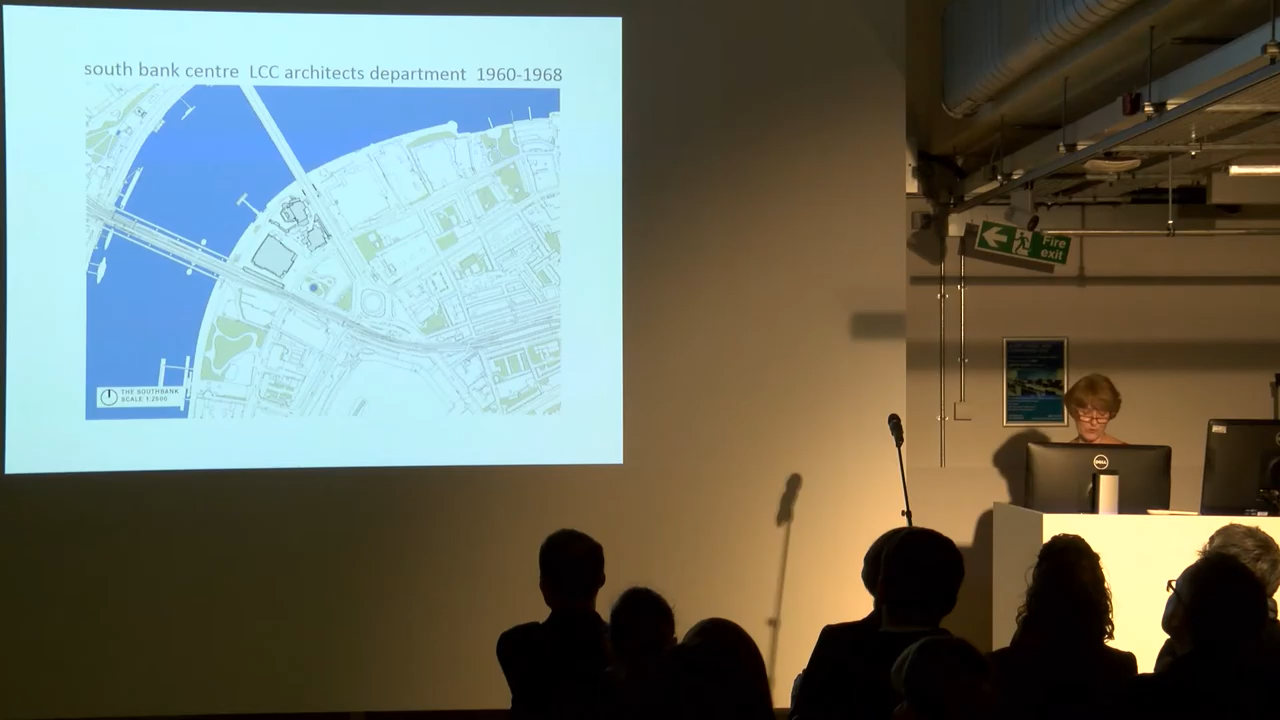 south bank centre LCC architects department 1960-1968
THE SOUTHBANK
SCALE 1:2500
Fire
exit
DELL